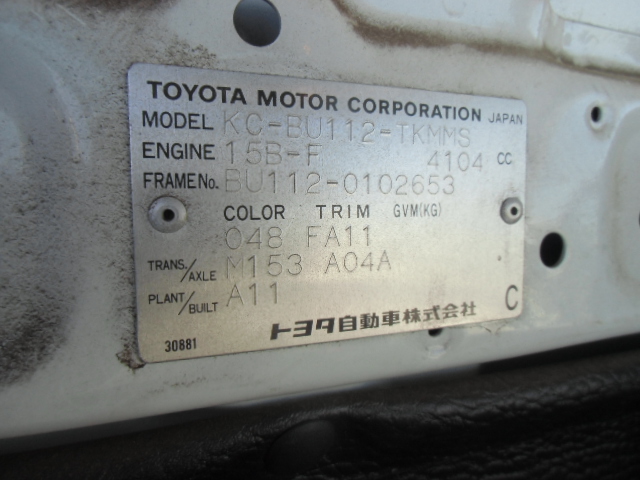 TOYOTA MOTOR CORPORATION JAPAN
MODEL KC-BU112-TKMMS
ENGINE 15B-F 4104 CC
FRAME No. BU112-0102653
COLOR TRIM GVM(KG)
048 FA11
TRANS./AXLE M153 A04A
PLANT/BUILT A11
トヨタ自動車株式会社 C
30881